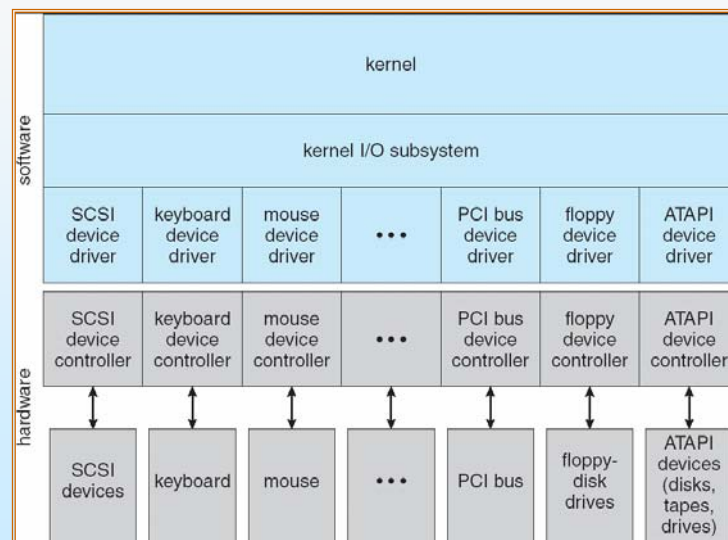 software
kernel
kernel I/O subsystem
SCSI
device
driver
keyboard
device
driver
mouse
device
driver
•••
PCI bus
device
driver
floppy
device
driver
ATAPI
device
driver
hardware
SCSI
device
controller
keyboard
device
controller
mouse
device
controller
•••
PCI bus
device
controller
floppy
device
controller
ATAPI
device
controller
SCSI
devices
keyboard
mouse
•••
PCI bus
floppy-
disk
drives
ATAPI
devices
(disks,
tapes,
drives)